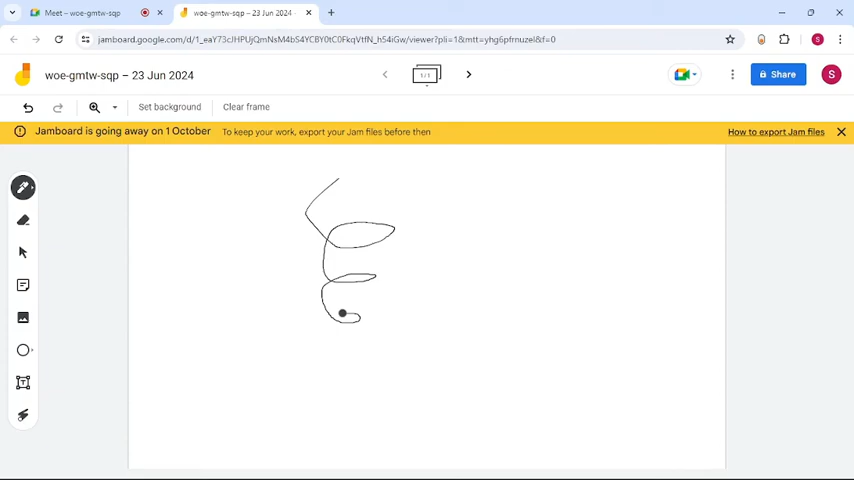 Meet – woe-gmtw-sqp
woe-gmtw-sqp – 23 Jun 2024
jamboard.google.com/d/1_eaY73cJHPUjQmNsM4bS4YCBY0tC0FkqVtfN_h54iGw/viewer?pli=1&mtt=yhg6pfrnuzel&f=0
S
woe-gmtw-sqp – 23 Jun 2024
1/1
Share
S
Set background
Clear frame
Jamboard is going away on 1 October To keep your work, export your Jam files before then How to export Jam files